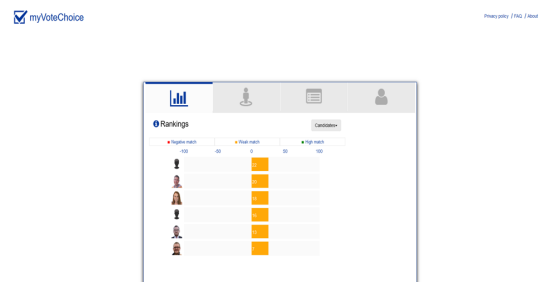 myVoteChoice
Privacy policy / FAQ / About
Rankings
Candidates
Negative match
Weak match
High match
-100 -50 0 50 100